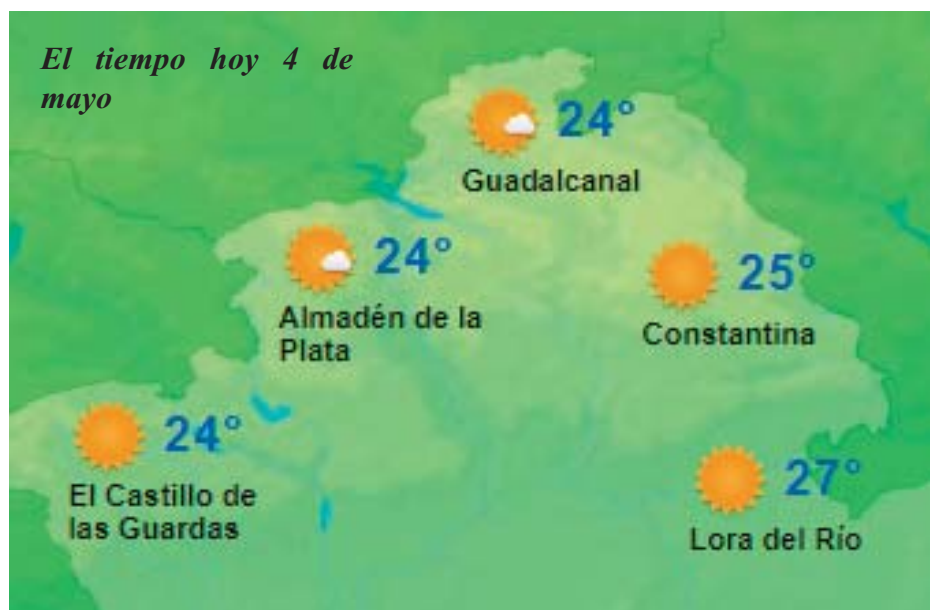 El tiempo hoy 4 de
mayo
24°
Guadalcanal
24°
Almadén de la
Plata
25°
Constantina
24°
El Castillo de
las Guardas
27°
Lora del Río